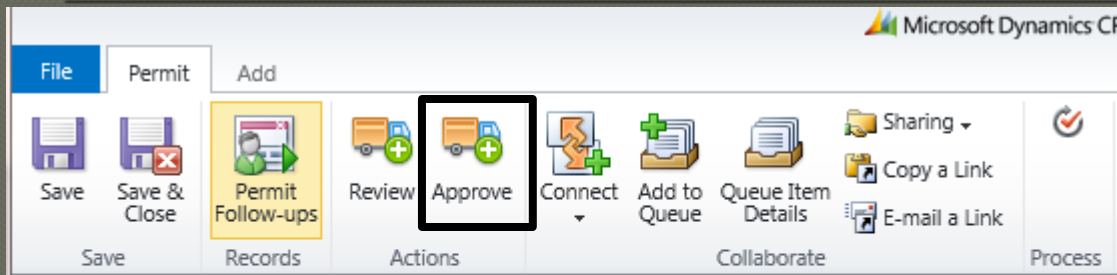 Microsoft Dynamics CR
File Permit Add
Save
Save &
Close
Permit
Follow-ups
Review
Approve
Connect
Add to
Queue
Queue Item
Details
Sharing
Copy a Link
E-mail a Link
Save Records Actions Collaborate Process